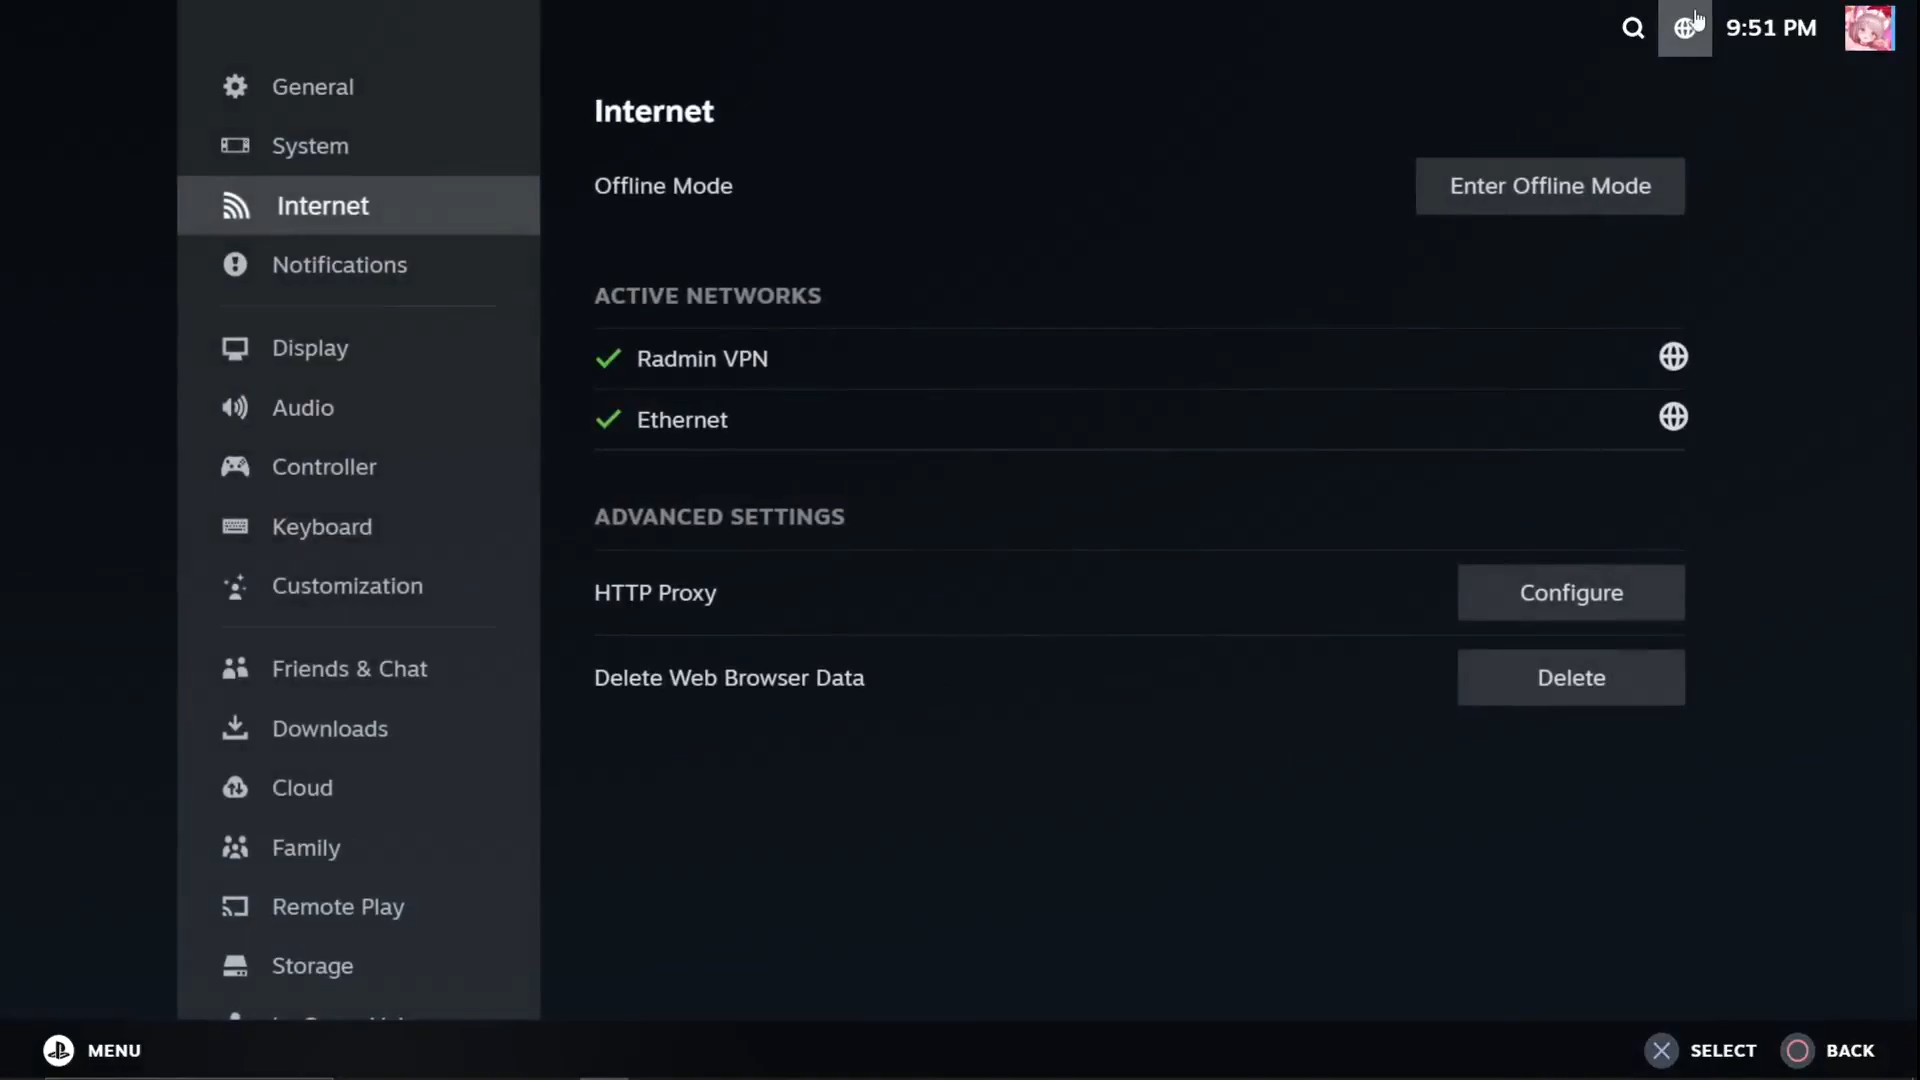 9:51 PM
General
System
Internet
Notifications
Display
Audio
Controller
Keyboard
Customization
Friends & Chat
Downloads
Cloud
Family
Remote Play
Storage
Internet
Offline Mode
Enter Offline Mode
ACTIVE NETWORKS
Radmin VPN
Ethernet
ADVANCED SETTINGS
HTTP Proxy
Configure
Delete Web Browser Data
Delete
MENU
SELECT
BACK